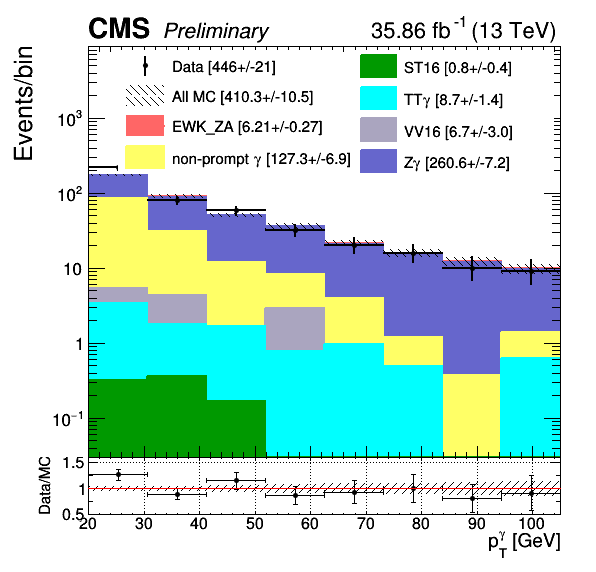 CMS Preliminary 35.86 fb⁻¹ (13 TeV)
Events/bin
Data [446+/-21]
All MC [410.3+/-10.5]
EWK_ZA [6.21+/-0.27]
non-prompt γ [127.3+/-6.9]
ST16 [0.8+/-0.4]
TTγ [8.7+/-1.4]
VV16 [6.7+/-3.0]
Zγ [260.6+/-7.2]
10³
10²
10
1
10⁻¹
Data/MC
1.5
1
0.5
20 30 40 50 60 70 80 90 100
p_T^γ [GeV]